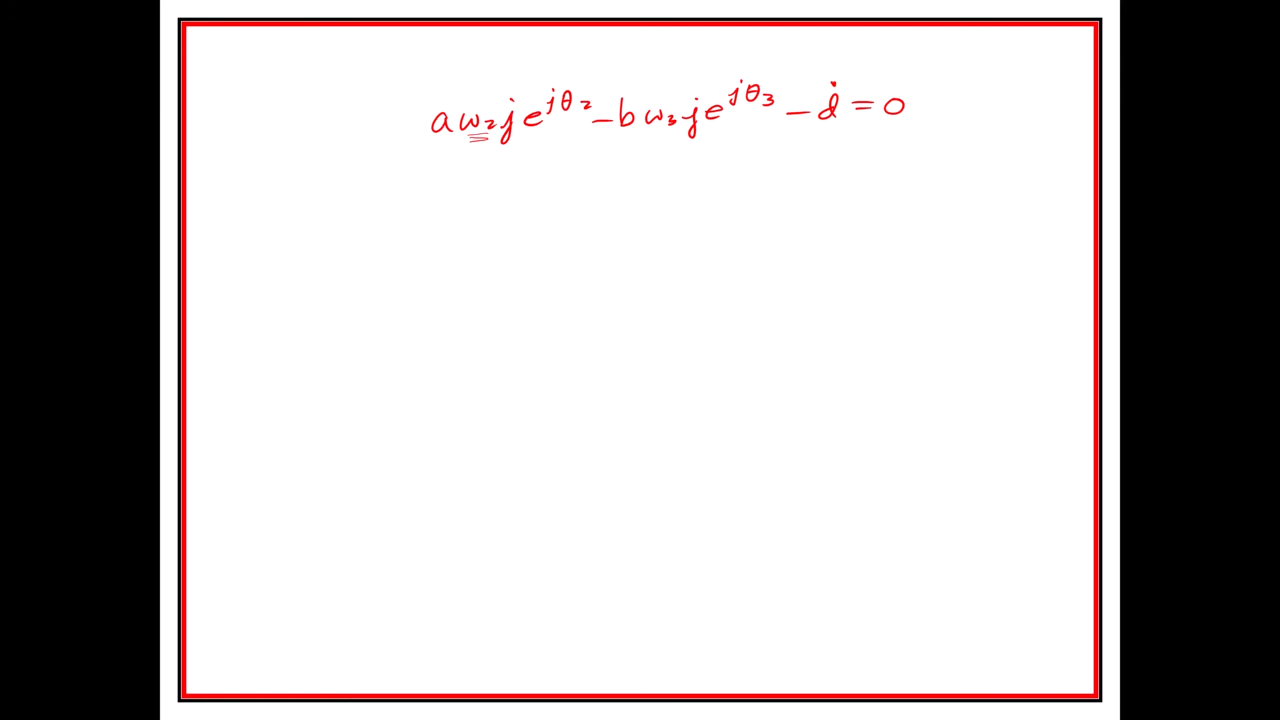 aω₂je^{jθ₂} – bω₃je^{jθ₃} – ḋ = 0